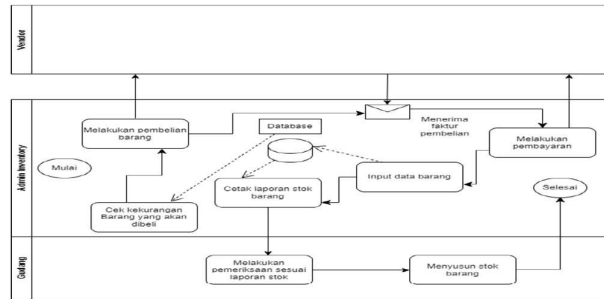 Vendor
Admin Inventory
Melakukan pembelian
barang
Database
Menerima
faktur
pembelian
Melakukan
pembayaran
Mulai
Cetak laporan stok
barang
Input data barang
Selesai
Cek kekurangan
Barang yang akan
dibeli
Gudang
Melakukan
pemeriksaan sesuai
laporan stok
Menyusun stok
barang